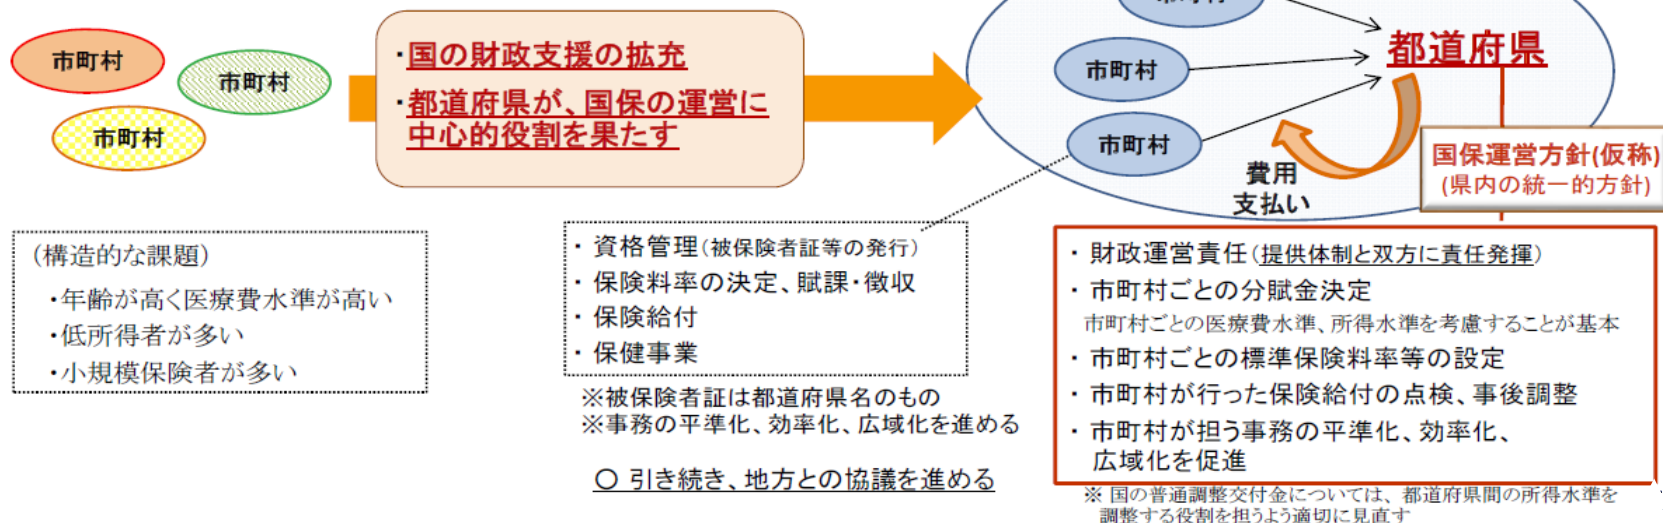 市町村
市町村
市町村
・国の財政支援の拡充
・都道府県が、国保の運営に
中心的役割を果たす
市町村
市町村
市町村
都道府県
費用
支払い
国保運営方針(仮称)
(県内の統一的方針)
(構造的な課題)
・年齢が高く医療費水準が高い
・低所得者が多い
・小規模保険者が多い
・ 資格管理(被保険者証等の発行)
・ 保険料率の決定、賦課・徴収
・ 保険給付
・ 保健事業
※被保険者証は都道府県名のもの
※事務の平準化、効率化、広域化を進める
○ 引き続き、地方との協議を進める
・ 財政運営責任(提供体制と双方に責任発揮)
・ 市町村ごとの分賦金決定
市町村ごとの医療費水準、所得水準を考慮することが基本
・ 市町村ごとの標準保険料率等の設定
・ 市町村が行った保険給付の点検、事後調整
・ 市町村が担う事務の平準化、効率化、
広域化を促進
※ 国の普通調整交付金については、都道府県間の所得水準を
調整する役割を担うよう適切に見直す